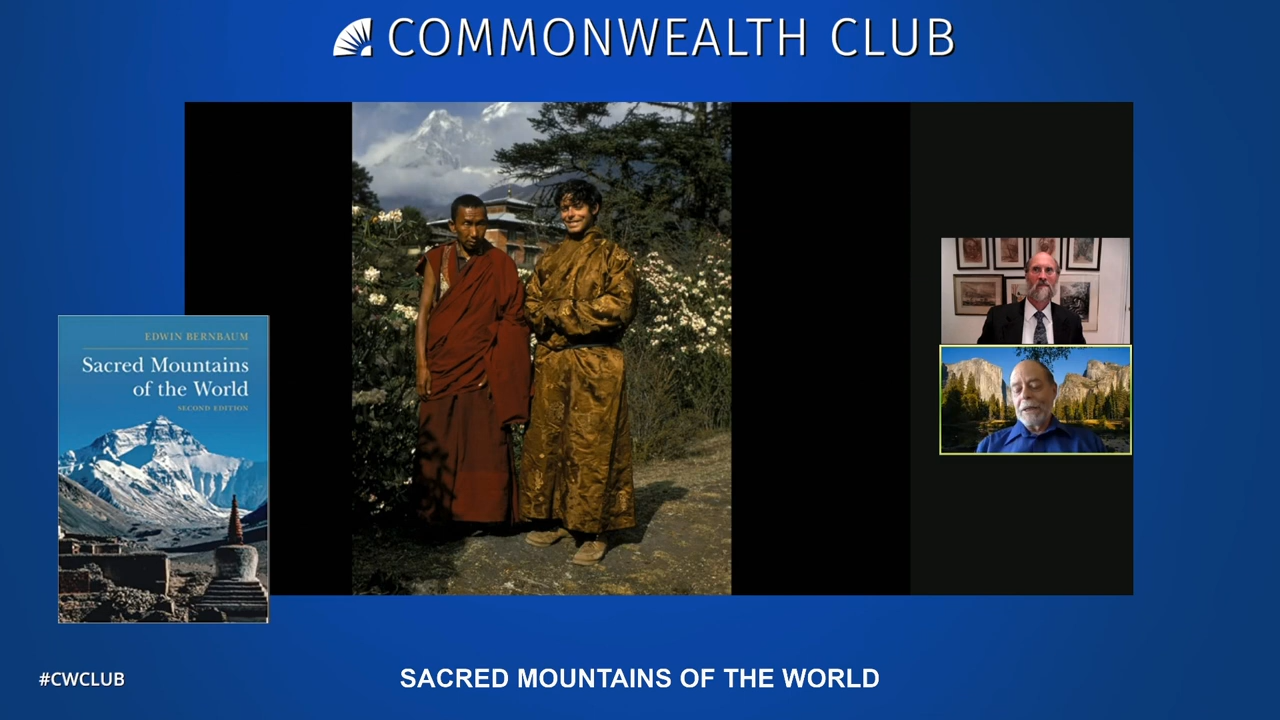 COMMONWEALTH CLUB
EDWIN BERNBAUM
Sacred Mountains
of the World
SECOND EDITION
#CWCLUB
SACRED MOUNTAINS OF THE WORLD